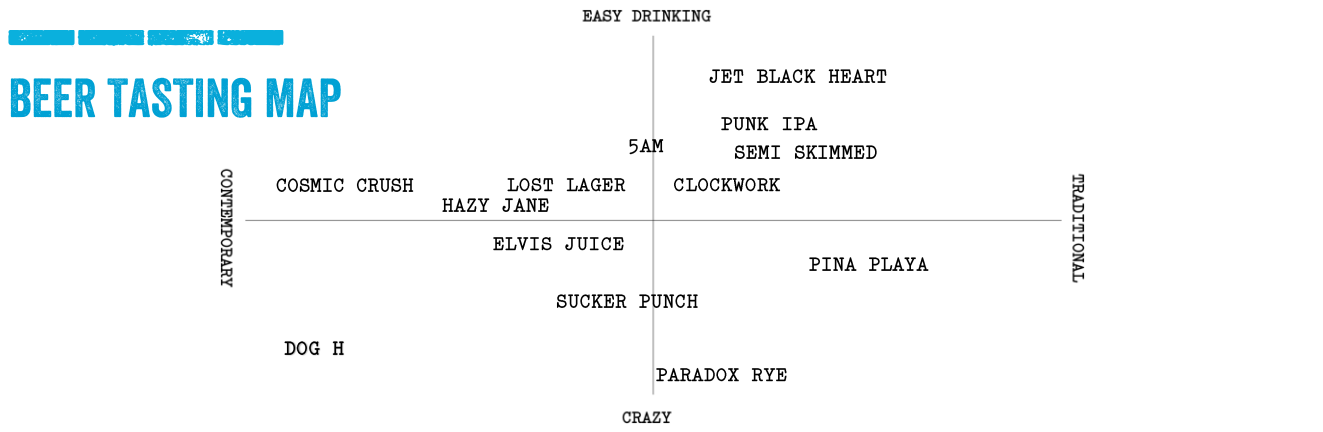 EASY DRINKING
BEER TASTING MAP
JET BLACK HEART
PUNK IPA
5AM
SEMI SKIMMED
CONTEMPORARY
COSMIC CRUSH
LOST LAGER
CLOCKWORK
TRADITIONAL
HAZY JANE
ELVIS JUICE
PINA PLAYA
SUCKER PUNCH
DOG H
PARADOX RYE
CRAZY